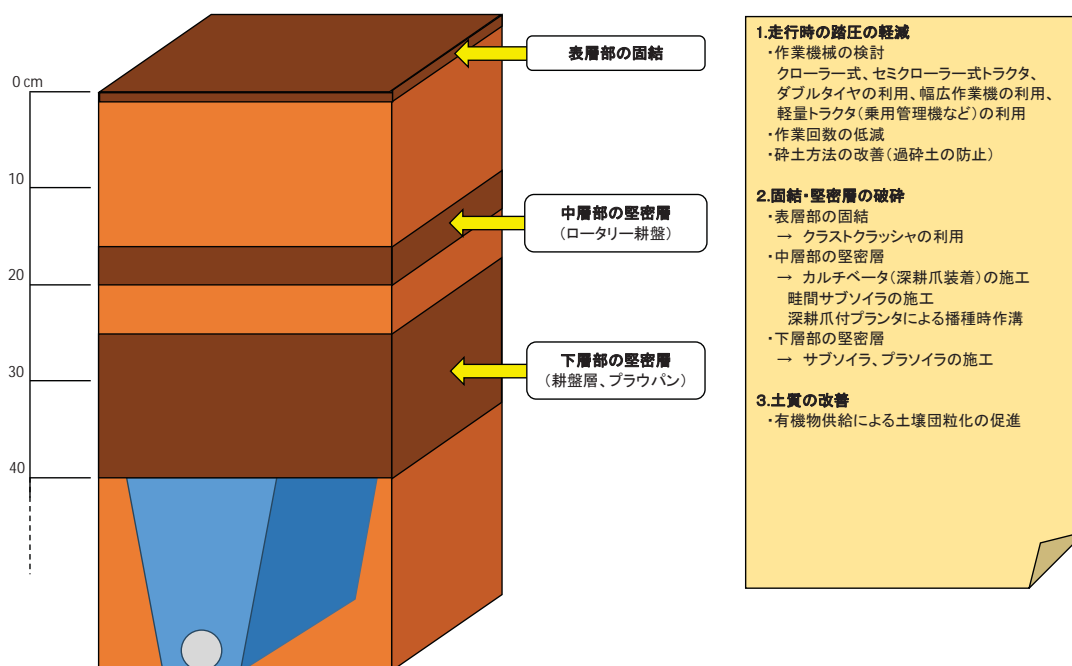 0 cm
10
20
30
40
表層部の固結
中層部の堅密層
（ロータリー耕盤）
下層部の堅密層
（耕盤層、プラウパン）
1.走行時の踏圧の軽減
・作業機械の検討
クローラー式、セミクローラー式トラクタ、
ダブルタイヤの利用、幅広作業機の利用、
軽量トラクタ（乗用管理機など）の利用
・作業回数の低減
・砕土方法の改善（過砕土の防止）
2.固結・堅密層の破砕
・表層部の固結
→ クラストクラッシャの利用
・中層部の堅密層
→ カルチベータ（深耕爪装着）の施工
畦間サブソイラの施工
深耕爪付プランタによる播種時作溝
・下層部の堅密層
→ サブソイラ、プラソイラの施工
3.土質の改善
・有機物供給による土壌団粒化の促進